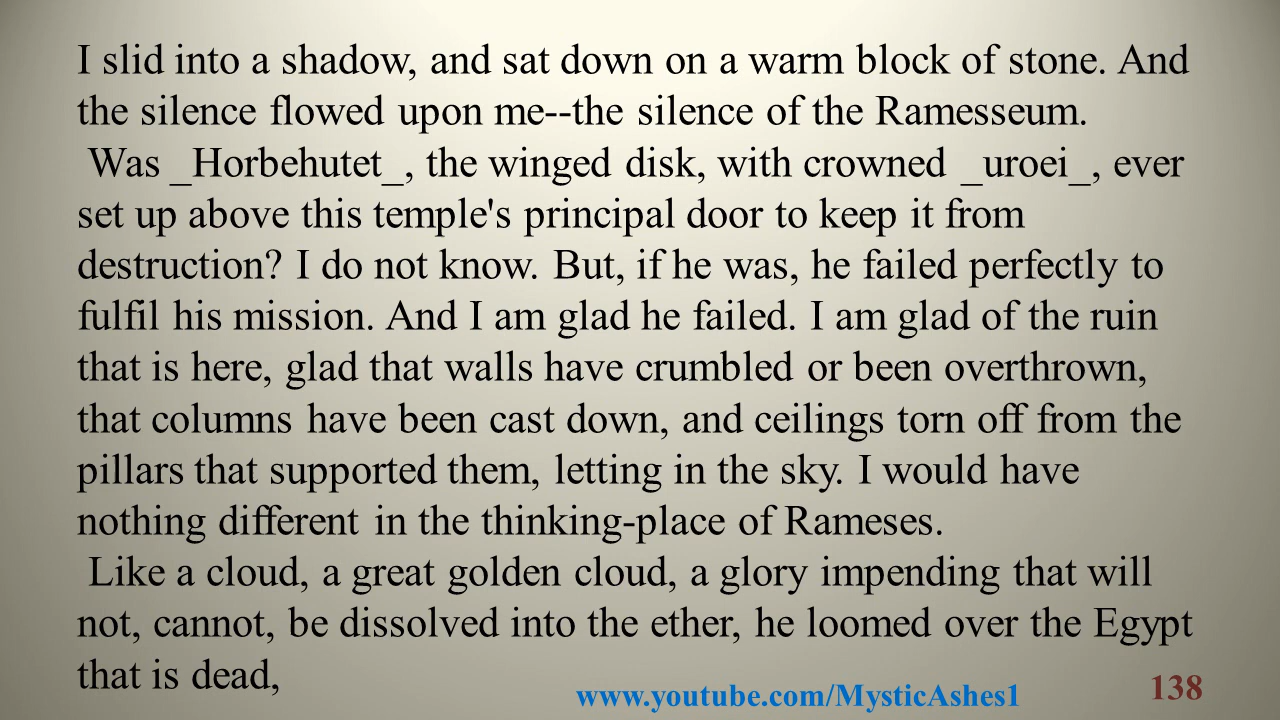 I slid into a shadow, and sat down on a warm block of stone. And
the silence flowed upon me--the silence of the Ramesseum.
Was _Horbehutet_, the winged disk, with crowned _uroei_, ever
set up above this temple's principal door to keep it from
destruction? I do not know. But, if he was, he failed perfectly to
fulfil his mission. And I am glad he failed. I am glad of the ruin
that is here, glad that walls have crumbled or been overthrown,
that columns have been cast down, and ceilings torn off from the
pillars that supported them, letting in the sky. I would have
nothing different in the thinking-place of Rameses.
Like a cloud, a great golden cloud, a glory impending that will
not, cannot, be dissolved into the ether, he loomed over the Egypt
that is dead,
www.youtube.com/MysticAshes1
138